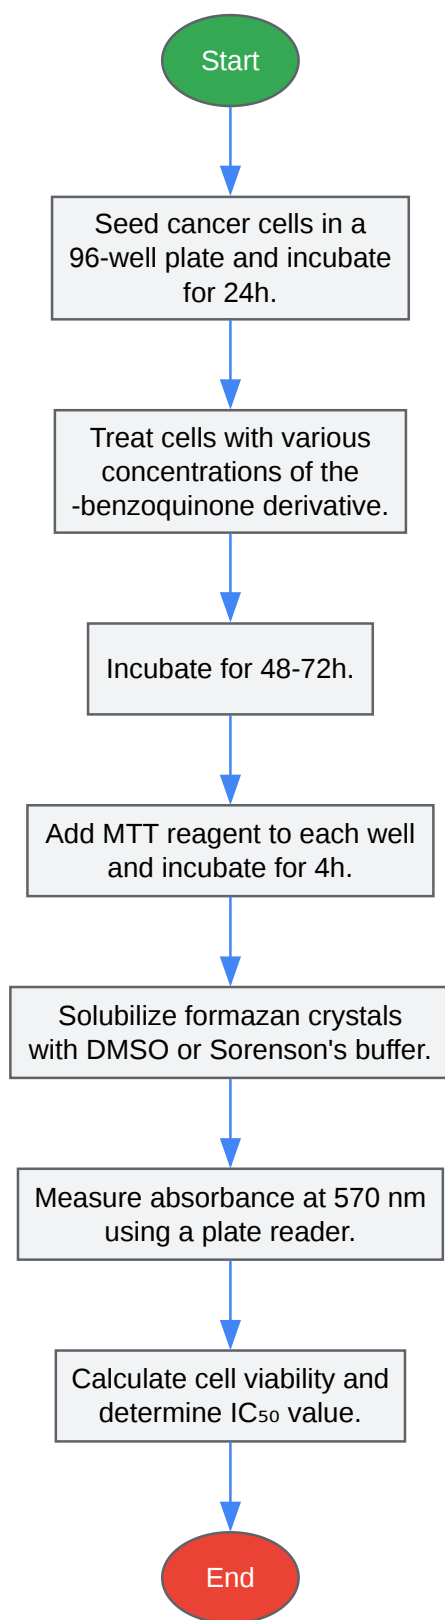 Start
Seed cancer cells in a
96-well plate and incubate
for 24h.
Treat cells with various
concentrations of the
-benzoquinone derivative.
Incubate for 48-72h.
Add MTT reagent to each well
and incubate for 4h.
Solubilize formazan crystals
with DMSO or Sorenson's buffer.
Measure absorbance at 570 nm
using a plate reader.
Calculate cell viability and
determine IC₅₀ value.
End